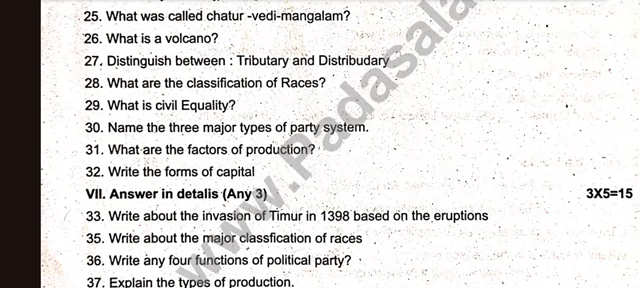 25. What was called chatur -vedi-mangalam?
26. What is a volcano?
27. Distinguish between : Tributary and Distribudary
28. What are the classification of Races?
29. What is civil Equality?
30. Name the three major types of party system.
31. What are the factors of production?
32. Write the forms of capital
VII. Answer in detalis (Any 3) 3X5=15
33. Write about the invasion of Timur in 1398 based on the eruptions
35. Write about the major classfication of races
36. Write any four functions of political party?
37. Explain the types of production.
www.Padasala